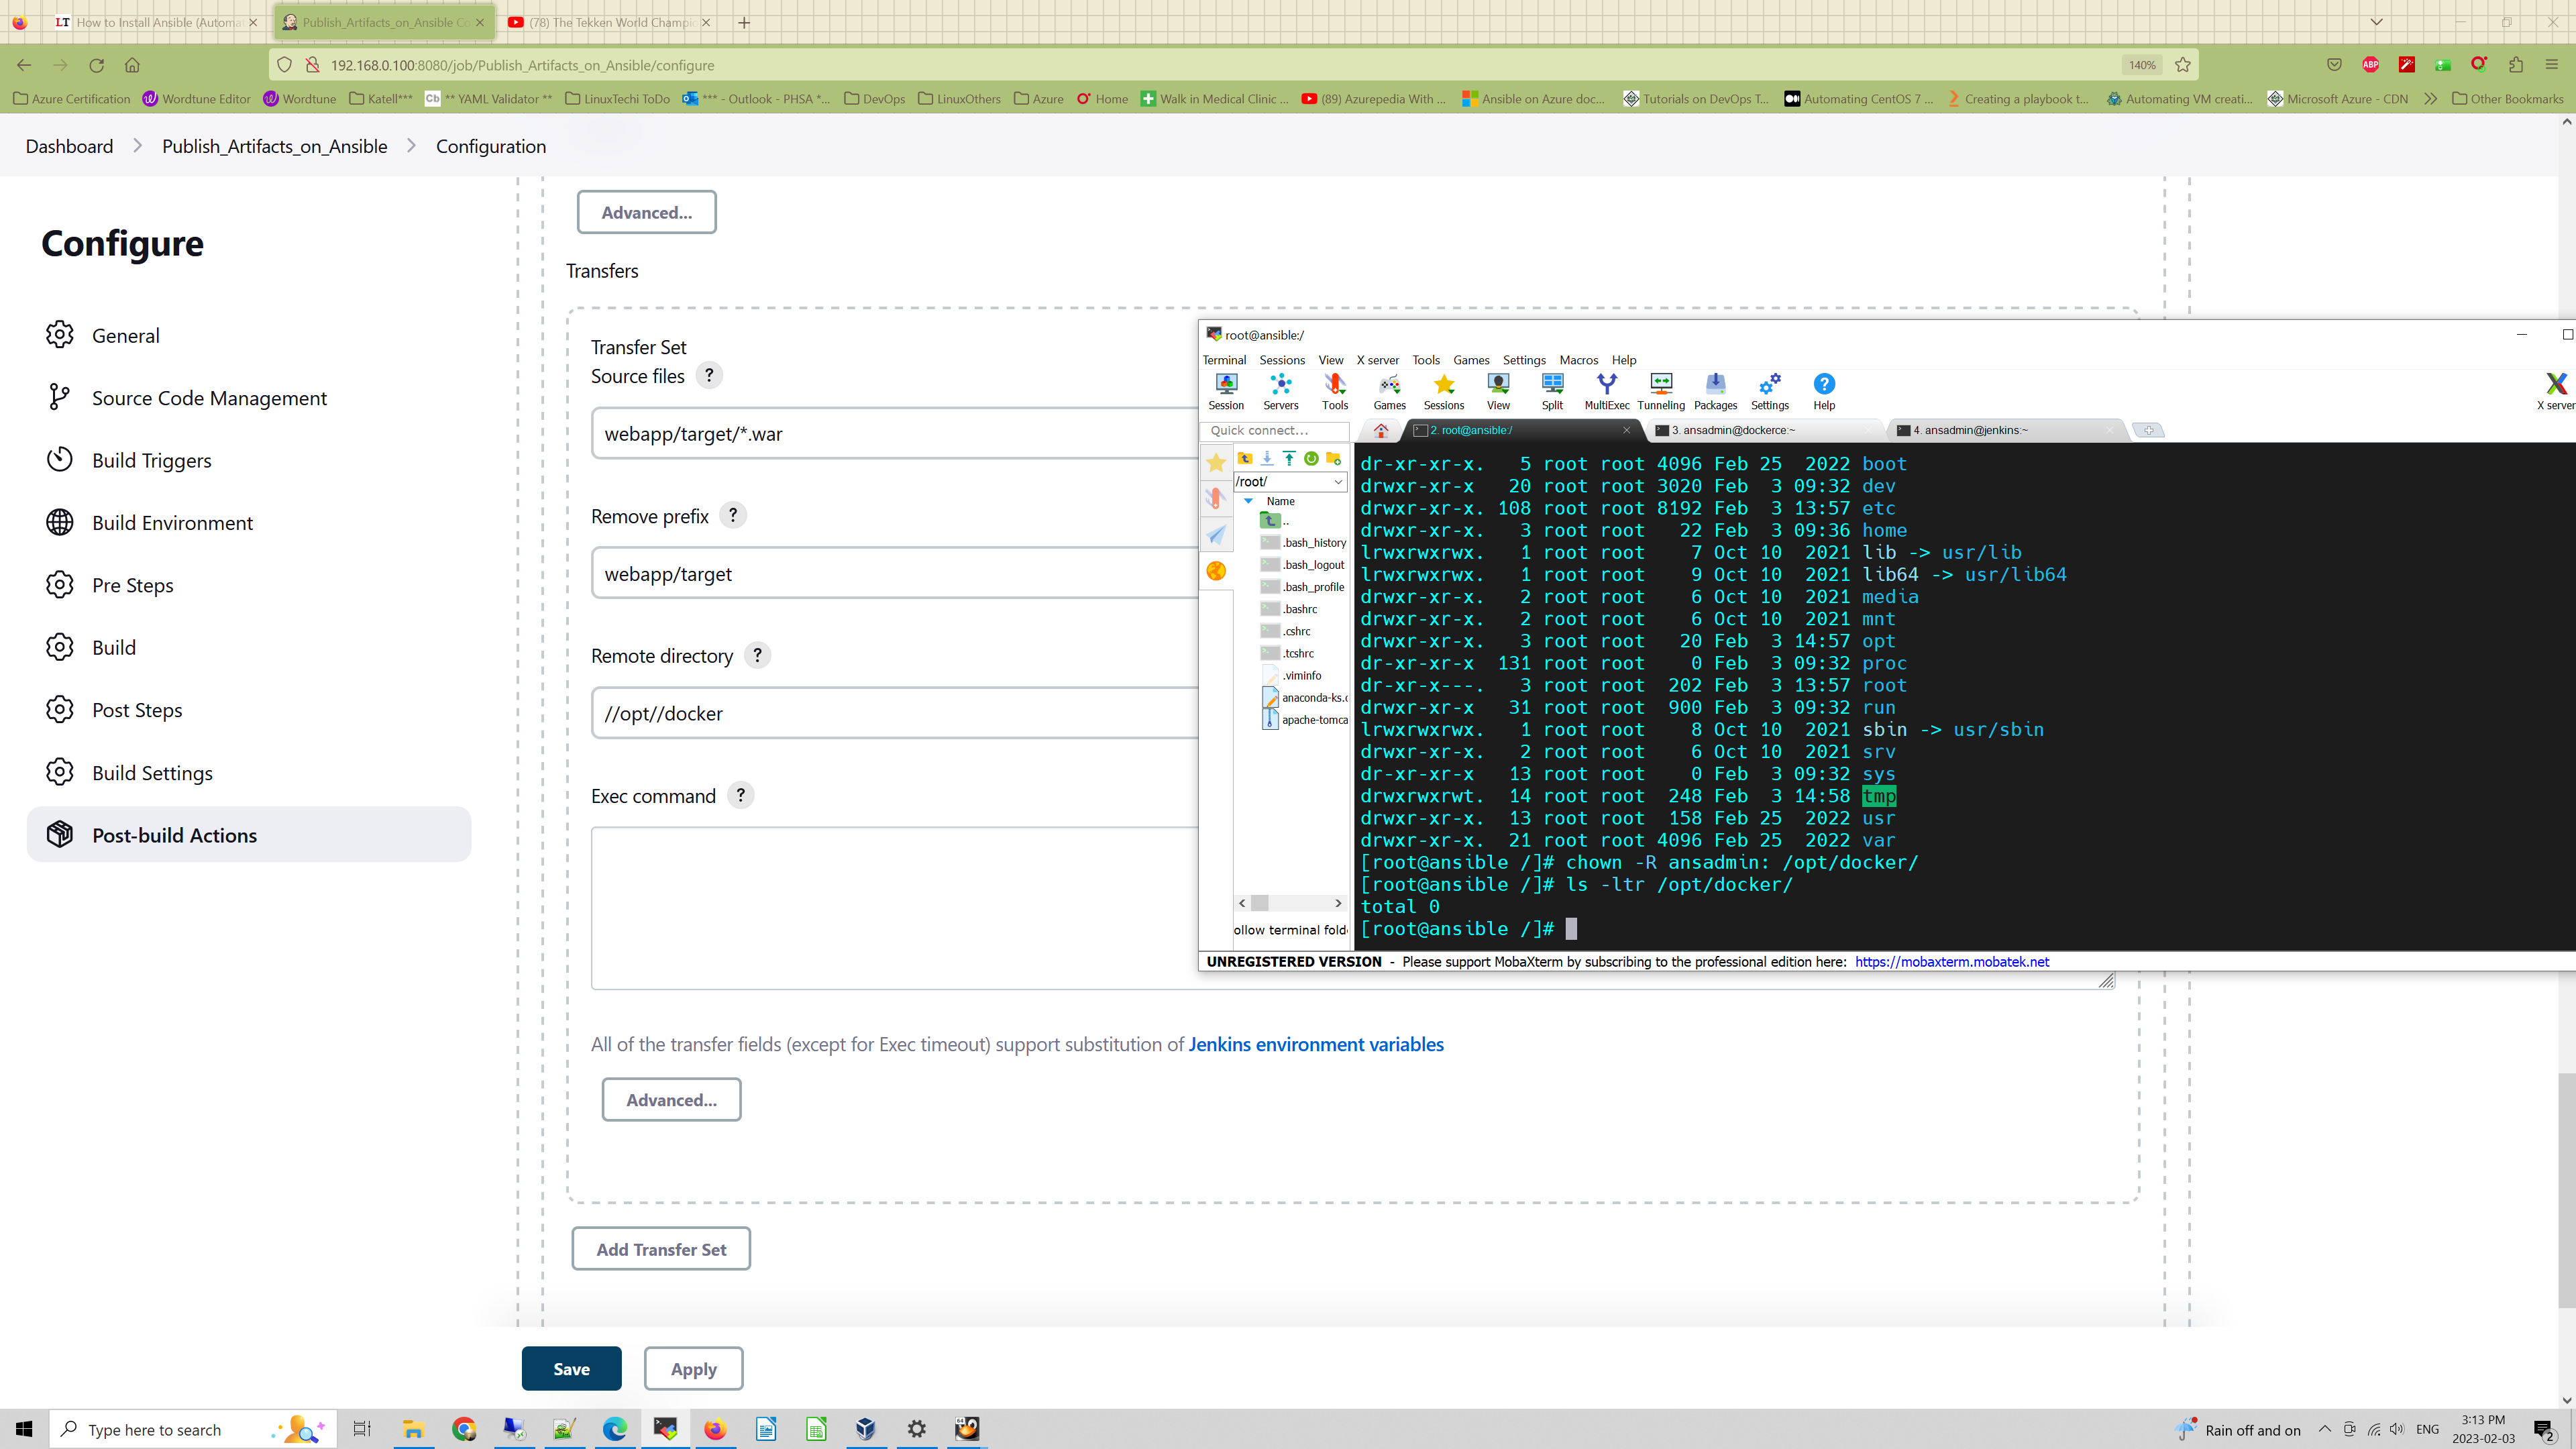 LT How to Install Ansible (Automat
Publish_Artifacts_on_Ansible Co
(78) The Tekken World Champi
192.168.0.100:8080/job/Publish_Artifacts_on_Ansible/configure
140%
ABP
Azure Certification
Wordtune Editor
Wordtune
Katell***
Cb ** YAML Validator **
LinuxTechi ToDo
*** - Outlook - PHSA *...
DevOps
LinuxOthers
Azure
Home
Walk in Medical Clinic ...
(89) Azurepedia With ...
Ansible on Azure doc...
Tutorials on DevOps T...
Automating CentOS 7 ...
Creating a playbook t...
Automating VM creati...
Microsoft Azure - CDN
Other Bookmarks
Dashboard
Publish_Artifacts_on_Ansible
Configuration
Configure
General
Source Code Management
Build Triggers
Build Environment
Pre Steps
Build
Post Steps
Build Settings
Post-build Actions
Advanced...
Transfers
Transfer Set
Source files ?
webapp/target/*.war
Remove prefix ?
webapp/target
Remote directory ?
//opt//docker
Exec command ?
All of the transfer fields (except for Exec timeout) support substitution of Jenkins environment variables
Advanced...
Add Transfer Set
Save
Apply
root@ansible:/
Terminal Sessions View X server Tools Games Settings Macros Help
Session Servers Tools Games Sessions View Split MultiExec Tunneling Packages Settings Help
X server
Quick connect...
2. root@ansible:/
3. ansadmin@dockerce:~
4. ansadmin@jenkins:~
/root/
Name
..
.bash_history
.bash_logout
.bash_profile
.bashrc
.cshrc
.tcshrc
.viminfo
anaconda-ks.c
apache-tomca
ollow terminal fold
dr-xr-xr-x. 5 root root 4096 Feb 25 2022 boot
drwxr-xr-x 20 root root 3020 Feb 3 09:32 dev
drwxr-xr-x. 108 root root 8192 Feb 3 13:57 etc
drwxr-xr-x. 3 root root 22 Feb 3 09:36 home
lrwxrwxrwx. 1 root root 7 Oct 10 2021 lib -> usr/lib
lrwxrwxrwx. 1 root root 9 Oct 10 2021 lib64 -> usr/lib64
drwxr-xr-x. 2 root root 6 Oct 10 2021 media
drwxr-xr-x. 2 root root 6 Oct 10 2021 mnt
drwxr-xr-x. 3 root root 20 Feb 3 14:57 opt
dr-xr-xr-x 131 root root 0 Feb 3 09:32 proc
dr-xr-x---. 3 root root 202 Feb 3 13:57 root
drwxr-xr-x 31 root root 900 Feb 3 09:32 run
lrwxrwxrwx. 1 root root 8 Oct 10 2021 sbin -> usr/sbin
drwxr-xr-x. 2 root root 6 Oct 10 2021 srv
dr-xr-xr-x 13 root root 0 Feb 3 09:32 sys
drwxrwxrwt. 14 root root 248 Feb 3 14:58 tmp
drwxr-xr-x. 13 root root 158 Feb 25 2022 usr
drwxr-xr-x. 21 root root 4096 Feb 25 2022 var
[root@ansible /]# chown -R ansadmin: /opt/docker/
[root@ansible /]# ls -ltr /opt/docker/
total 0
[root@ansible /]#
UNREGISTERED VERSION - Please support MobaXterm by subscribing to the professional edition here: https://mobaxterm.mobatek.net
Type here to search
Rain off and on
ENG
3:13 PM
2023-02-03
2